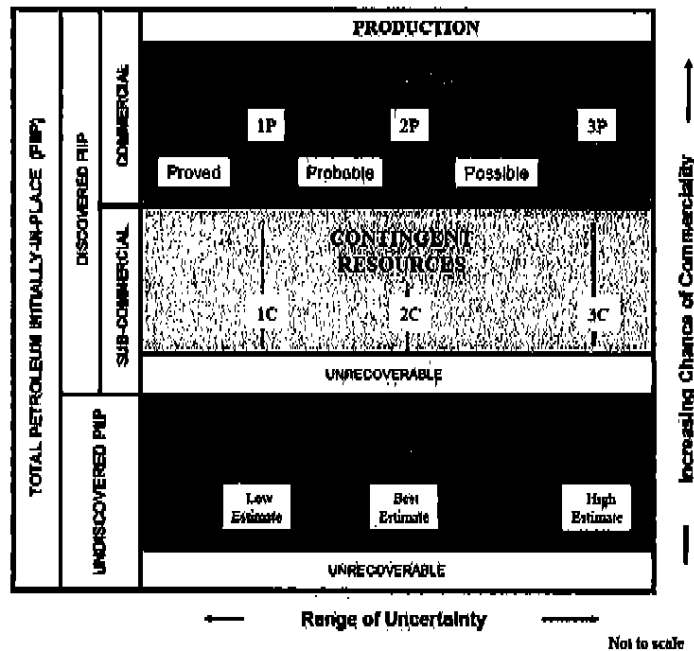 PRODUCTION
1P
2P
3P
Proved
Probable
Possible
CONTINGENT
RESOURCES
1C
2C
3C
UNRECOVERABLE
Low
Estimate
Best
Estimate
High
Estimate
UNRECOVERABLE
TOTAL PETROLEUM INITIALLY-IN-PLACE (PIIP)
DISCOVERED PIIP
UNDISCOVERED PIIP
COMMERCIAL
SUB-COMMERCIAL
Increasing Chance of Commerciality
Range of Uncertainty
Not to scale